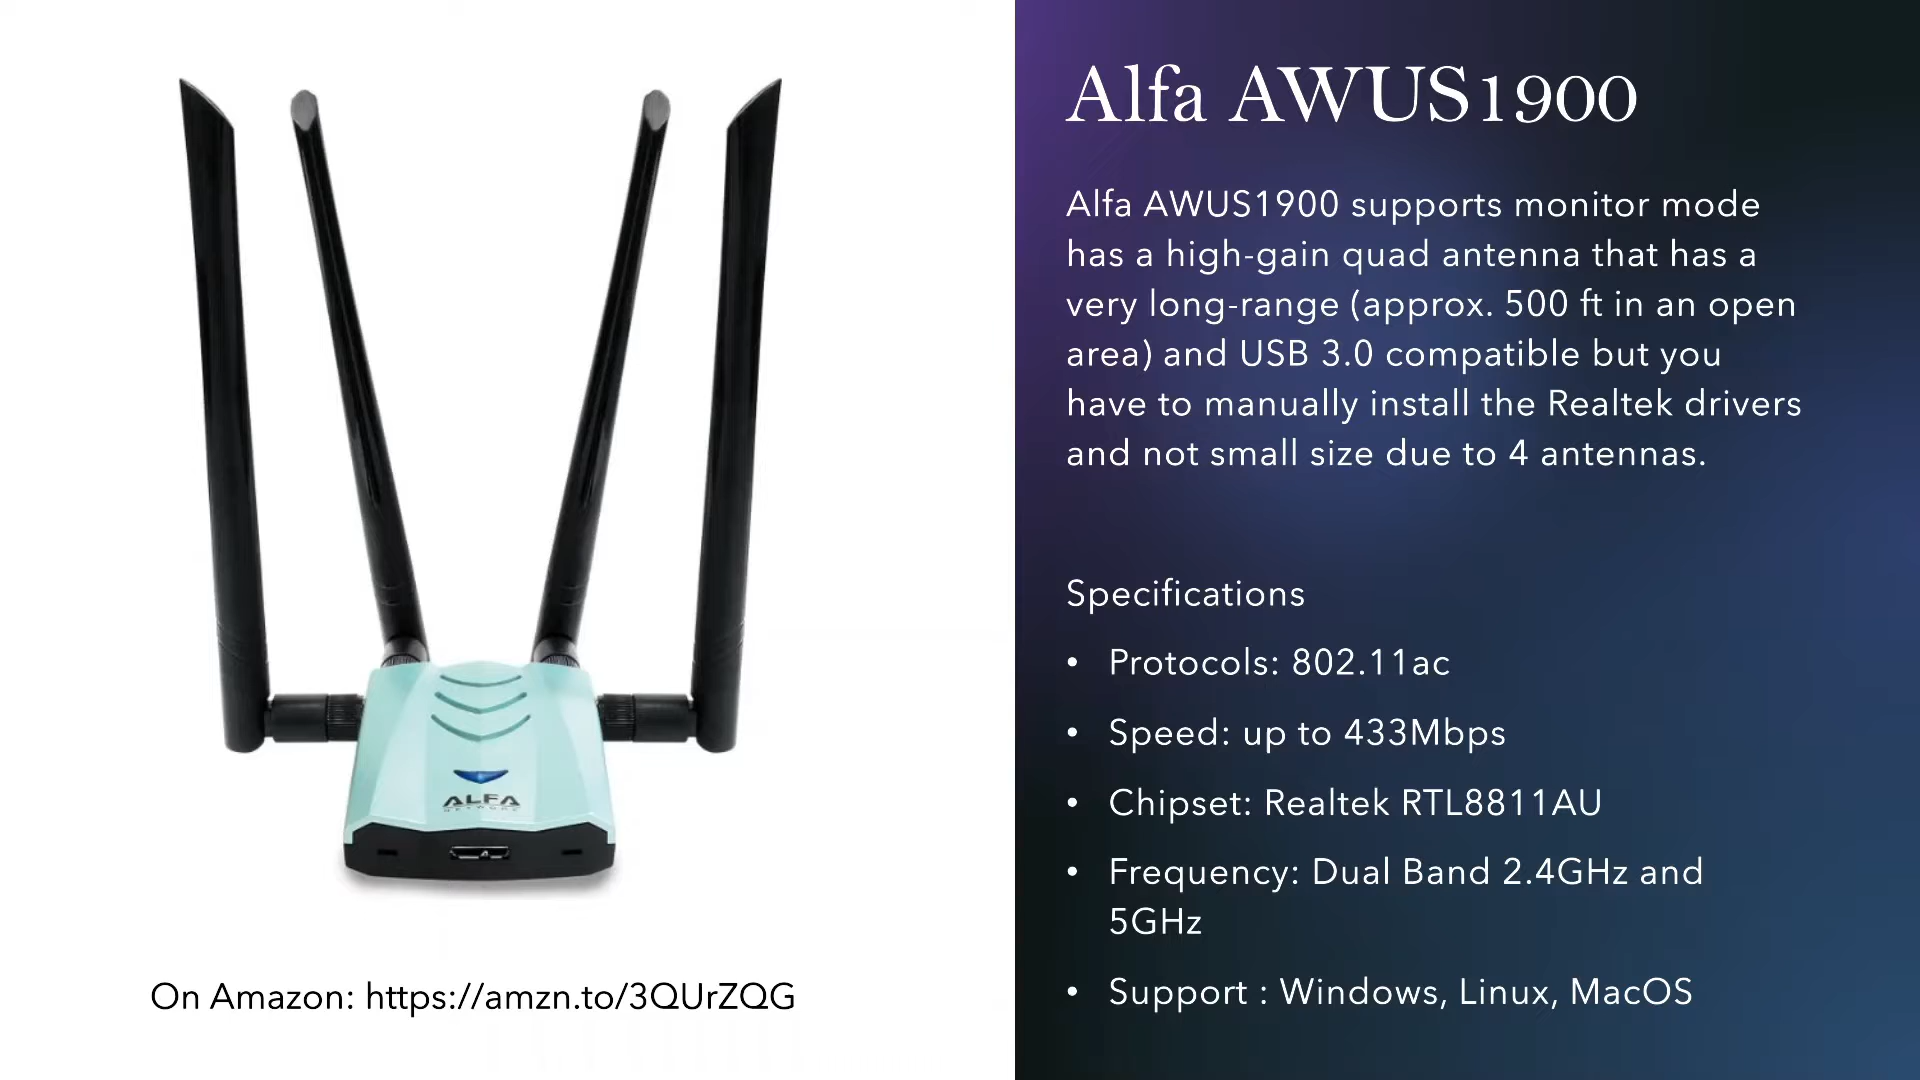 Alfa AWUS1900
Alfa AWUS1900 supports monitor mode
has a high-gain quad antenna that has a
very long-range (approx. 500 ft in an open
area) and USB 3.0 compatible but you
have to manually install the Realtek drivers
and not small size due to 4 antennas.
Specifications
• Protocols: 802.11ac
• Speed: up to 433Mbps
• Chipset: Realtek RTL8811AU
• Frequency: Dual Band 2.4GHz and
5GHz
• Support : Windows, Linux, MacOS
ALFA
On Amazon: https://amzn.to/3QUrZQG